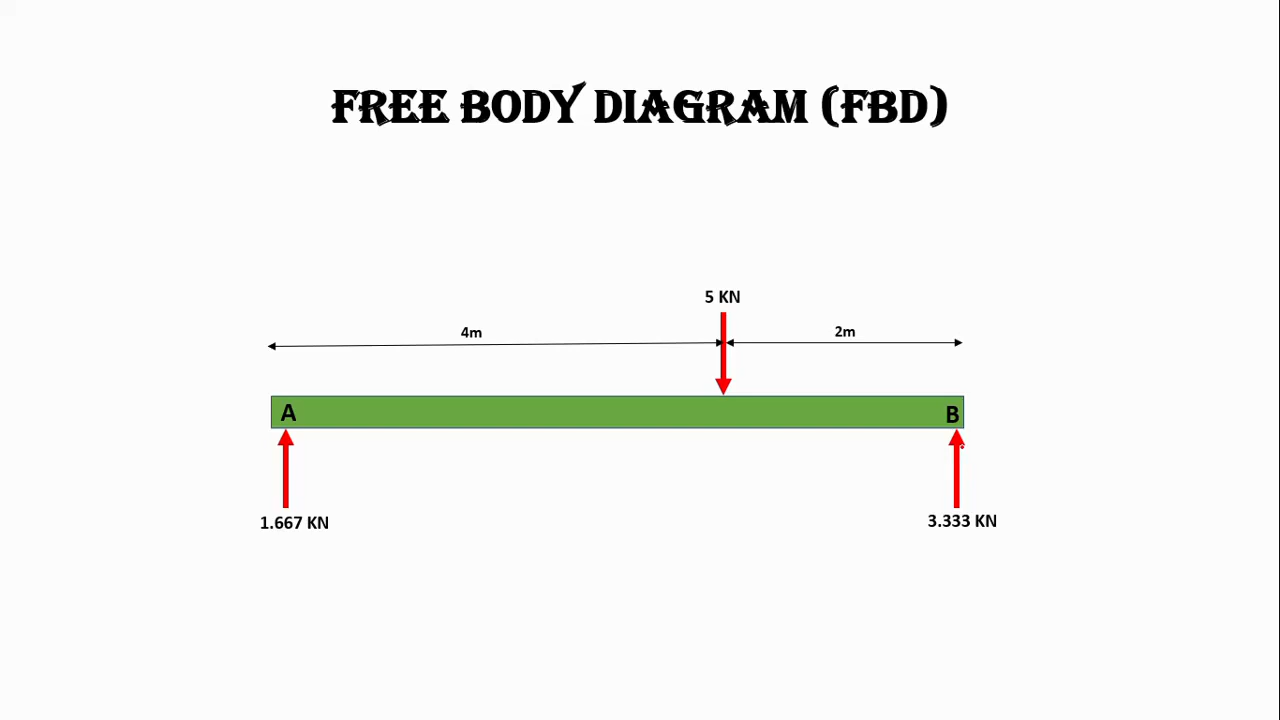 FREE BODY DIAGRAM (FBD)
5 KN
4m
2m
A
B
1.667 KN
3.333 KN